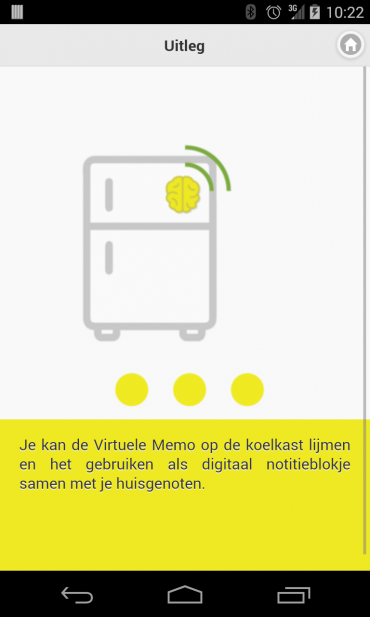 3G 10:22
Uitleg
Je kan de Virtuele Memo op de koelkast lijmen
en het gebruiken als digitaal notitieblokje
samen met je huisgenoten.